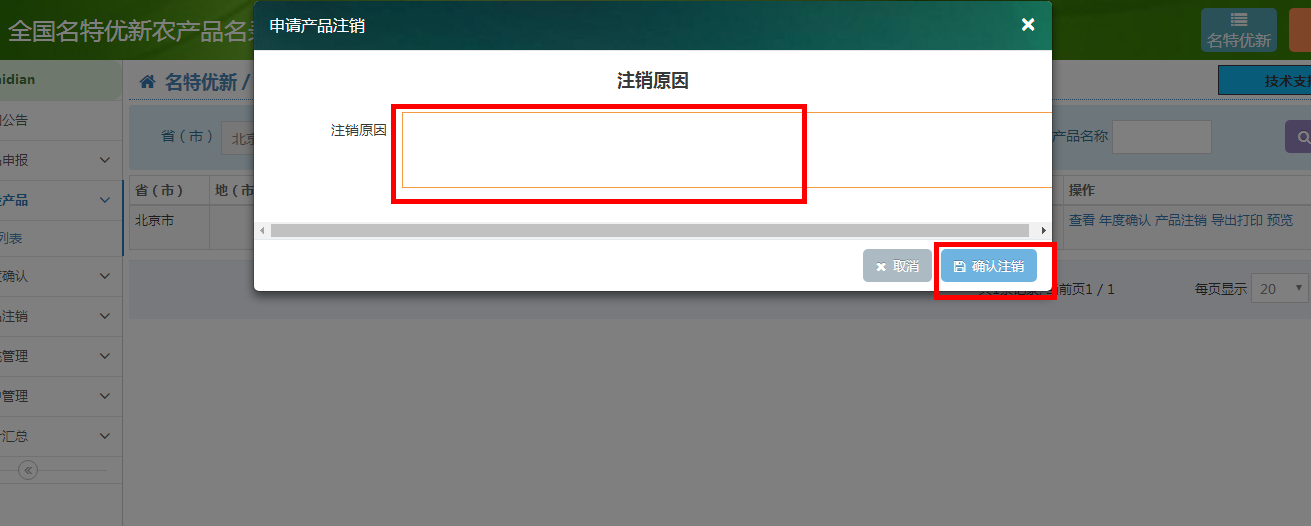 全国名特优新农产品名
申请产品注销
名特优新
idian
名特优新 /
技术支
公告
省（市）
北京
产品名称
注销原因
注销原因
申报
产品
列表
确认
注销
管理
管理
汇总
省（市）
地（市
操作
北京市
查看 年度确认 产品注销 导出打印 预览
取消
确认注销
前页1 / 1
每页显示
20